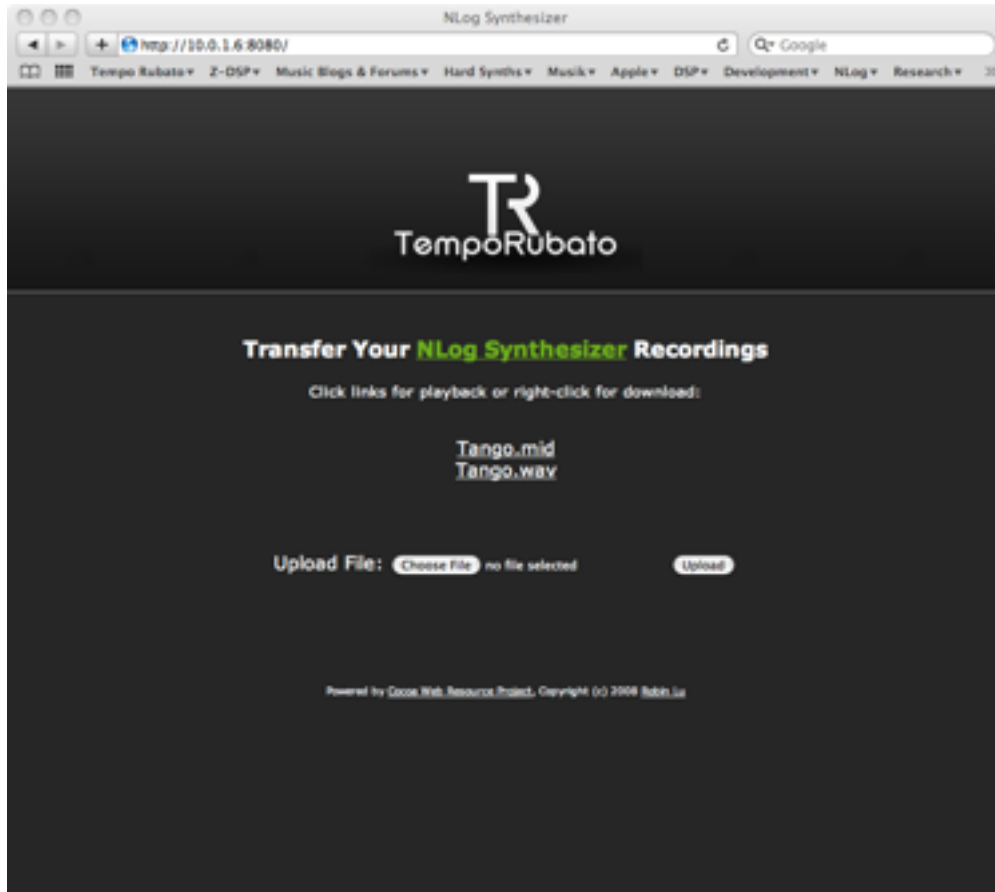 NLog Synthesizer
http://10.0.1.6:8080/ Google
Tempo Rubato Z-DSP Music Blogs & Forums Hard Synths Musik Apple DSP Development NLog Research
TR
TempoRubato
Transfer Your NLog Synthesizer Recordings
Click links for playback or right-click for download:
Tango.mid
Tango.wav
Upload File: Choose File no file selected Upload
Powered by Cocoa Web Resource Project, Copyright (c) 2008 Robin Lu